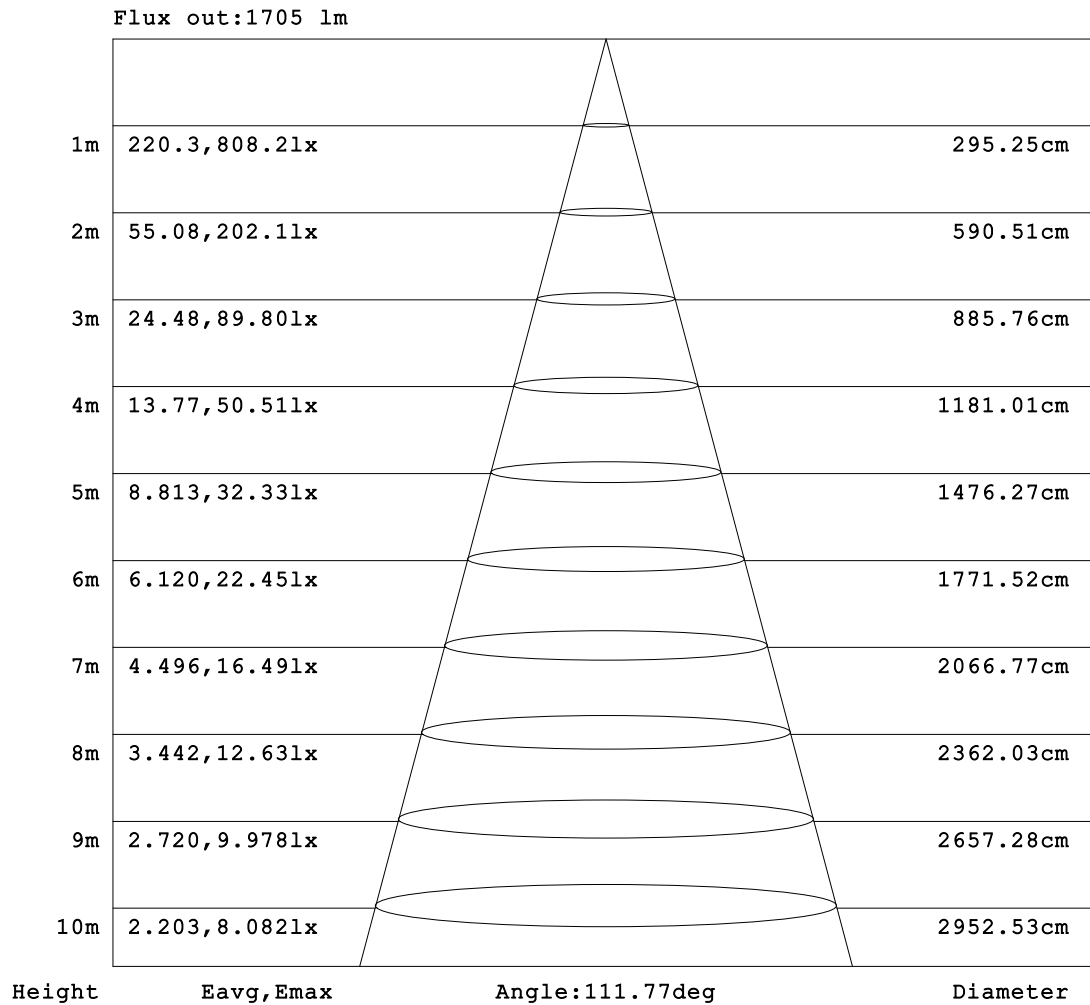 Flux out:1705 lm
1m 220.3,808.2lx 295.25cm
2m 55.08,202.1lx 590.51cm
3m 24.48,89.80lx 885.76cm
4m 13.77,50.51lx 1181.01cm
5m 8.813,32.33lx 1476.27cm
6m 6.120,22.45lx 1771.52cm
7m 4.496,16.49lx 2066.77cm
8m 3.442,12.63lx 2362.03cm
9m 2.720,9.978lx 2657.28cm
10m 2.203,8.082lx 2952.53cm
Height Eavg,Emax Angle:111.77deg Diameter